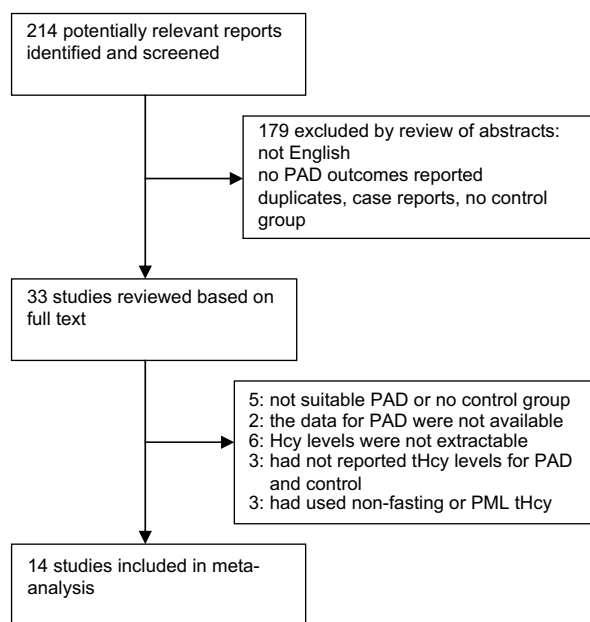 214 potentially relevant reports
identified and screened
179 excluded by review of abstracts:
not English
no PAD outcomes reported
duplicates, case reports, no control
group
33 studies reviewed based on
full text
5: not suitable PAD or no control group
2: the data for PAD were not available
6: Hcy levels were not extractable
3: had not reported tHcy levels for PAD
and control
3: had used non-fasting or PML tHcy
14 studies included in meta-
analysis